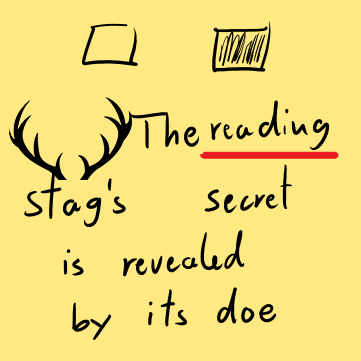 The reading
stag's secret
is revealed
by its doe